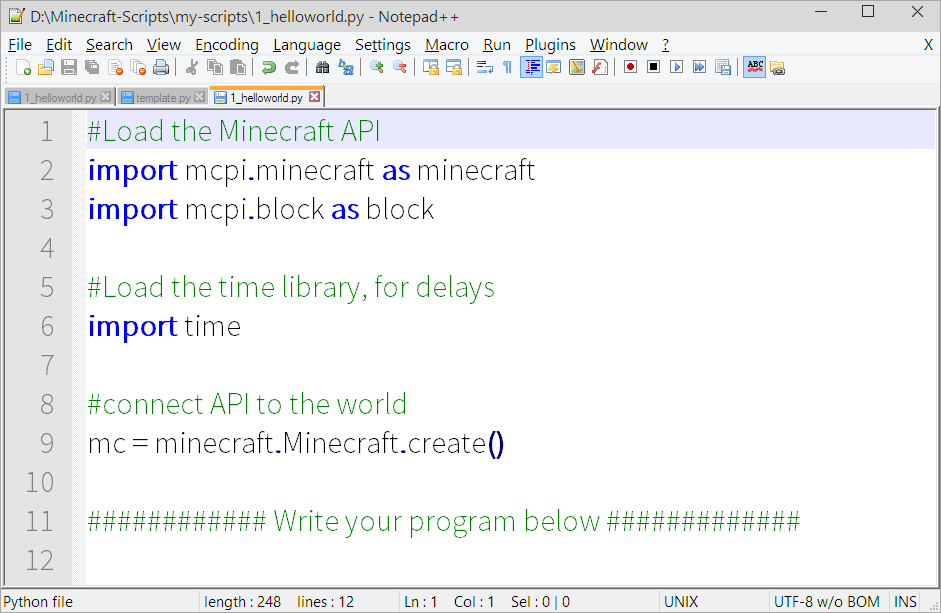 D:\Minecraft-Scripts\my-scripts\1_helloworld.py - Notepad++
File Edit Search View Encoding Language Settings Macro Run Plugins Window ? X
ABC
1_helloworld.py template.py 1_helloworld.py
1 #Load the Minecraft API
2 import mcpi.minecraft as minecraft
3 import mcpi.block as block
4
5 #Load the time library, for delays
6 import time
7
8 #connect API to the world
9 mc = minecraft.Minecraft.create()
10
11 ############ Write your program below #############
12
Python file length : 248 lines : 12 Ln : 1 Col : 1 Sel : 0 | 0 UNIX UTF-8 w/o BOM INS